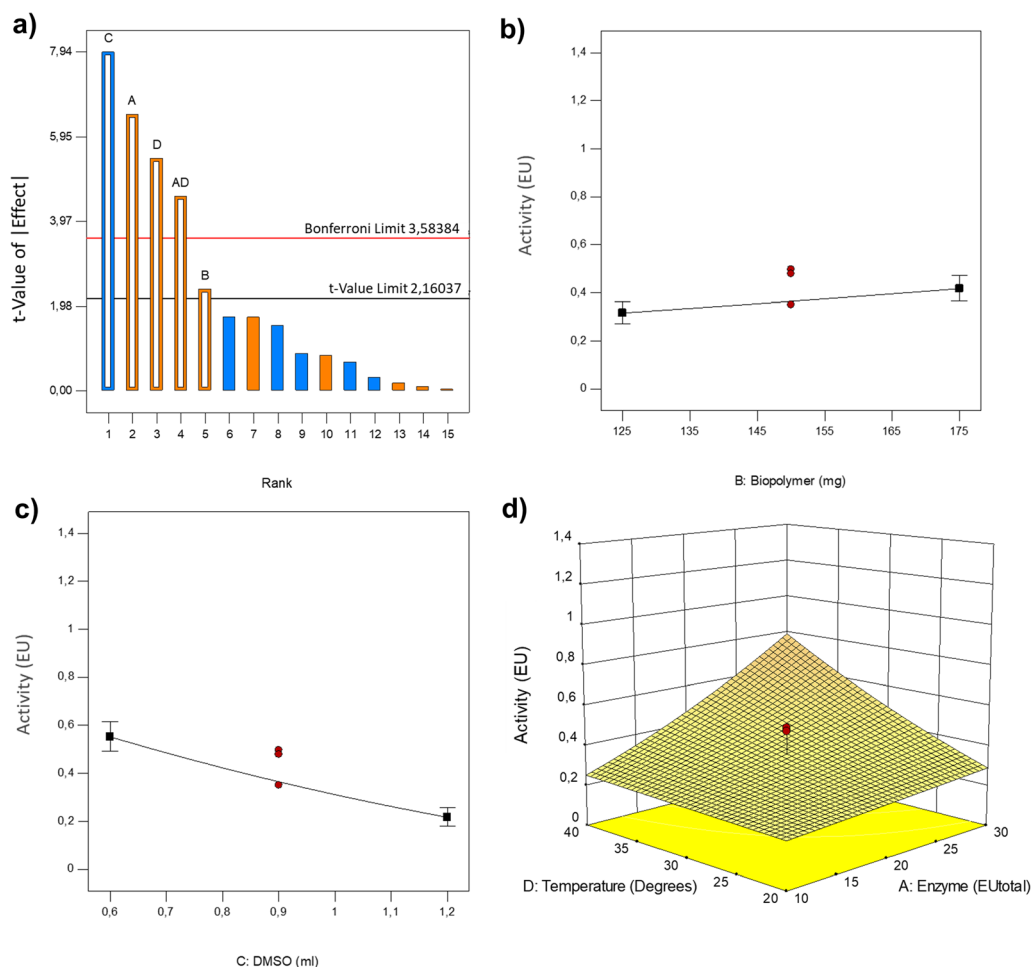 a)
t-Value of |Effect|
7,94
5,95
3,97
1,98
0,00
C
A
D
AD
B
Bonferroni Limit 3,58384
t-Value Limit 2,16037
1 2 3 4 5 6 7 8 9 10 11 12 13 14 15
Rank
b)
Activity (EU)
1,4
1,2
1
0,8
0,6
0,4
0,2
0
125 135 145 155 165 175
B: Biopolymer (mg)
c)
Activity (EU)
1,4
1,2
1
0,8
0,6
0,4
0,2
0
0,6 0,7 0,8 0,9 1 1,1 1,2
C: DMSO (ml)
d)
Activity (EU)
1,4
1,2
1
0,8
0,6
0,4
0,2
0
40 35 30 25 20
D: Temperature (Degrees)
10 15 20 25 30
A: Enzyme (EUtotal)